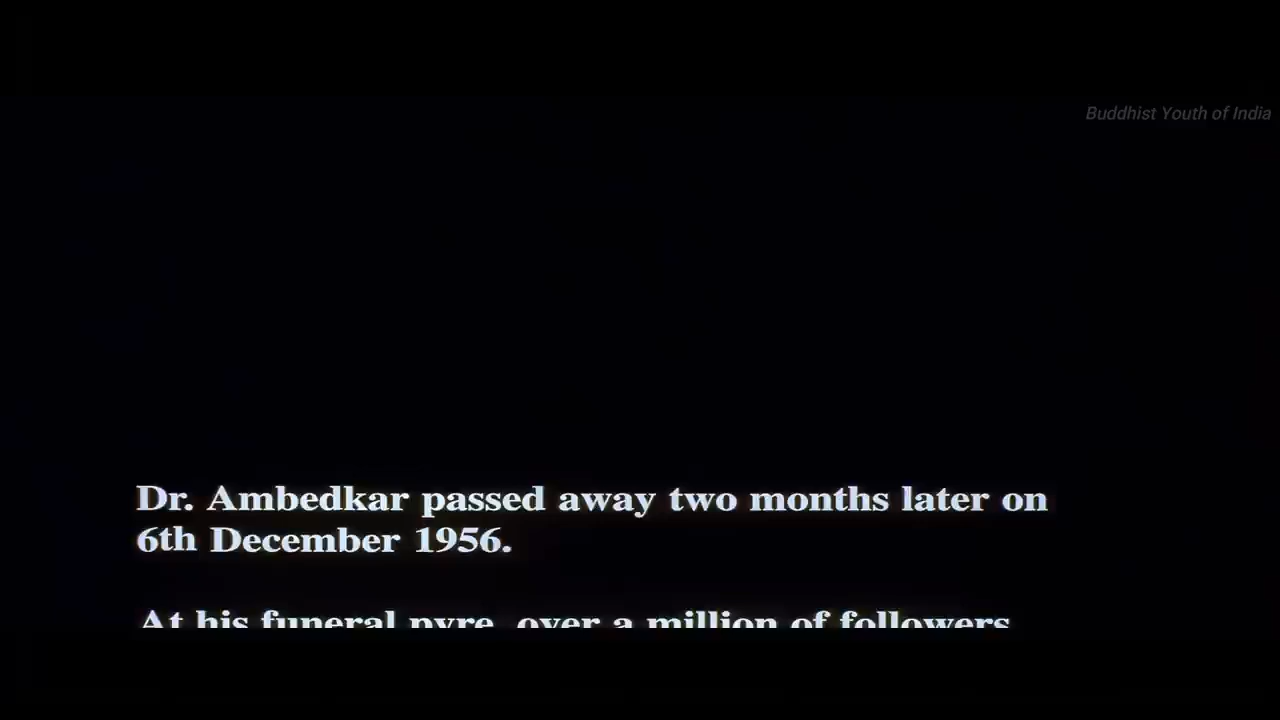 Buddhist Youth of India
Dr. Ambedkar passed away two months later on
6th December 1956.
At his funeral pyre, over a million of followers